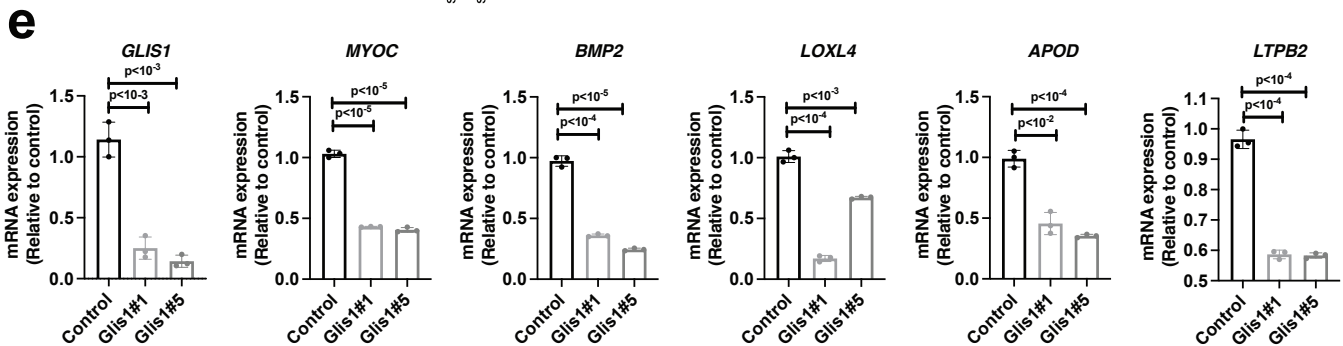 e
GLIS1
MYOC
BMP2
LOXL4
APOD
LTPB2
p<10-3
p<10-3
mRNA expression
(Relative to control)
1.5
1.0
0.5
0.0
Control
Glis1#1
Glis1#5
p<10-5
p<10-5
mRNA expression
(Relative to control)
1.5
1.0
0.5
0.0
Control
Glis1#1
Glis1#5
p<10-5
p<10-4
mRNA expression
(Relative to control)
1.5
1.0
0.5
0.0
Control
Glis1#1
Glis1#5
p<10-3
p<10-4
mRNA expression
(Relative to control)
1.5
1.0
0.5
0.0
Control
Glis1#1
Glis1#5
p<10-4
p<10-2
mRNA expression
(Relative to control)
1.5
1.0
0.5
0.0
Control
Glis1#1
Glis1#5
p<10-4
p<10-4
mRNA expression
(Relative to control)
1.1
1.0
0.9
0.8
0.7
0.6
0.5
Control
Glis1#1
Glis1#5